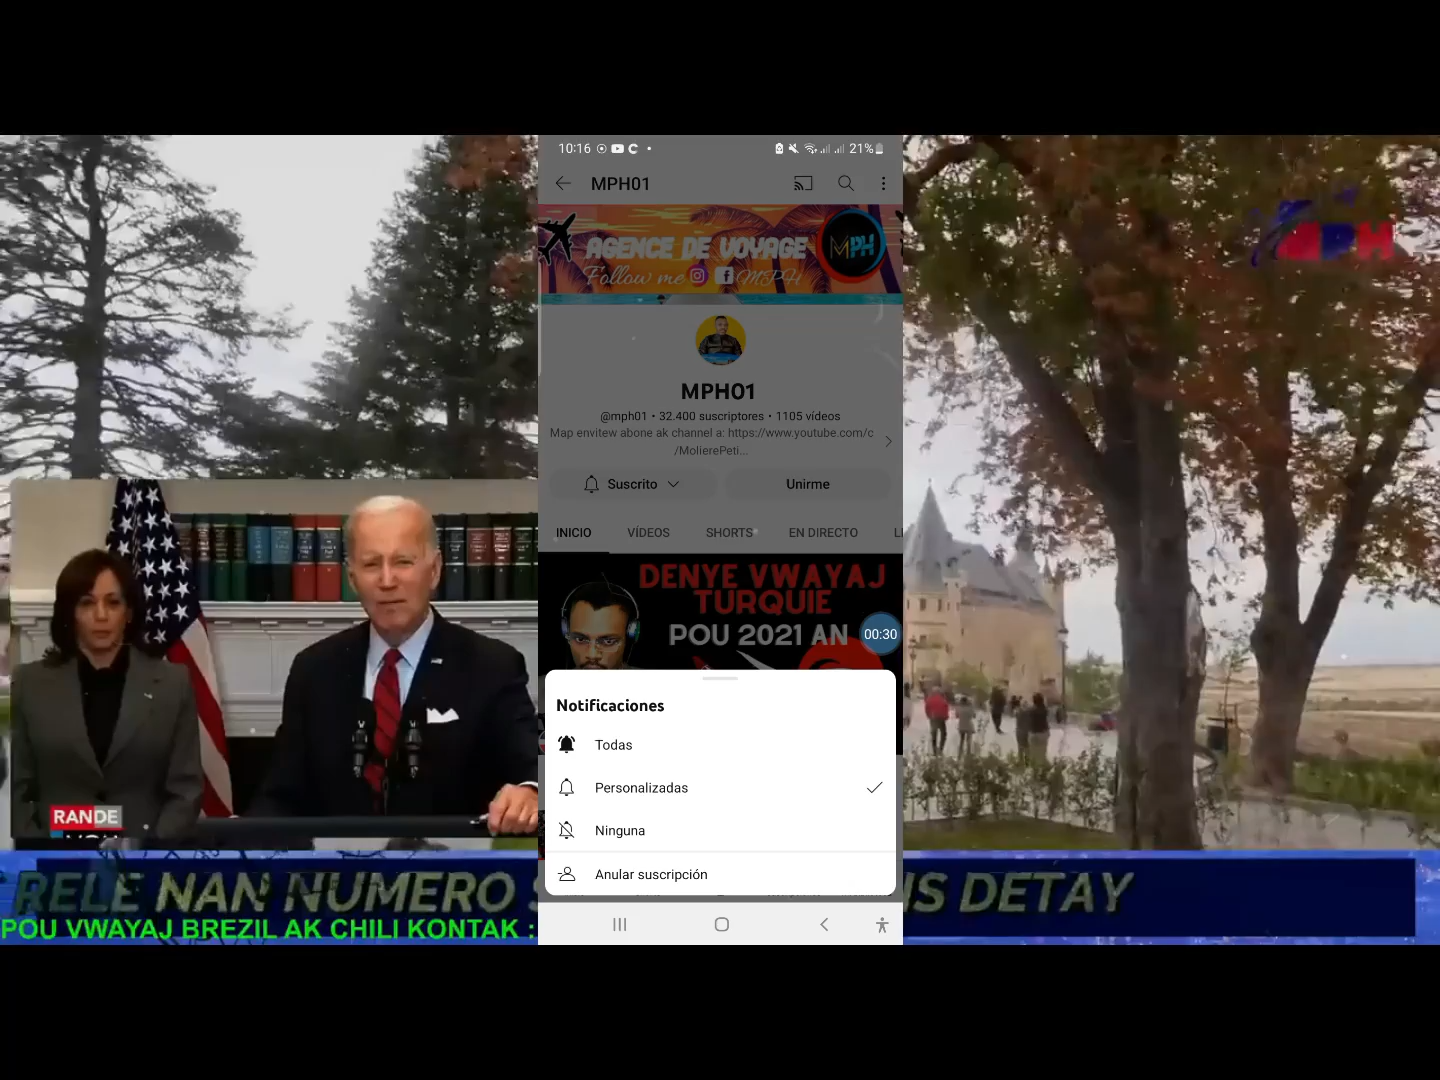 10:16
21%
MPH01
AGENCE DE VOYAGE
MPH
Follow me MPH
MPH
MPH01
@mph01 • 32.400 suscriptores • 1105 vídeos
Map envitew abone ak channel a: https://www.youtube.com/c
/MolierePeti...
Suscrito
Unirme
INICIO
VÍDEOS
SHORTS
EN DIRECTO
DENYE VWAYAJ
TURQUIE
POU 2021 AN
00:30
Notificaciones
Todas
Personalizadas
Ninguna
Anular suscripción
RANDE
RELE NAN NUMERO
DETAY
POU VWAYAJ BREZIL AK CHILI KONTAK :